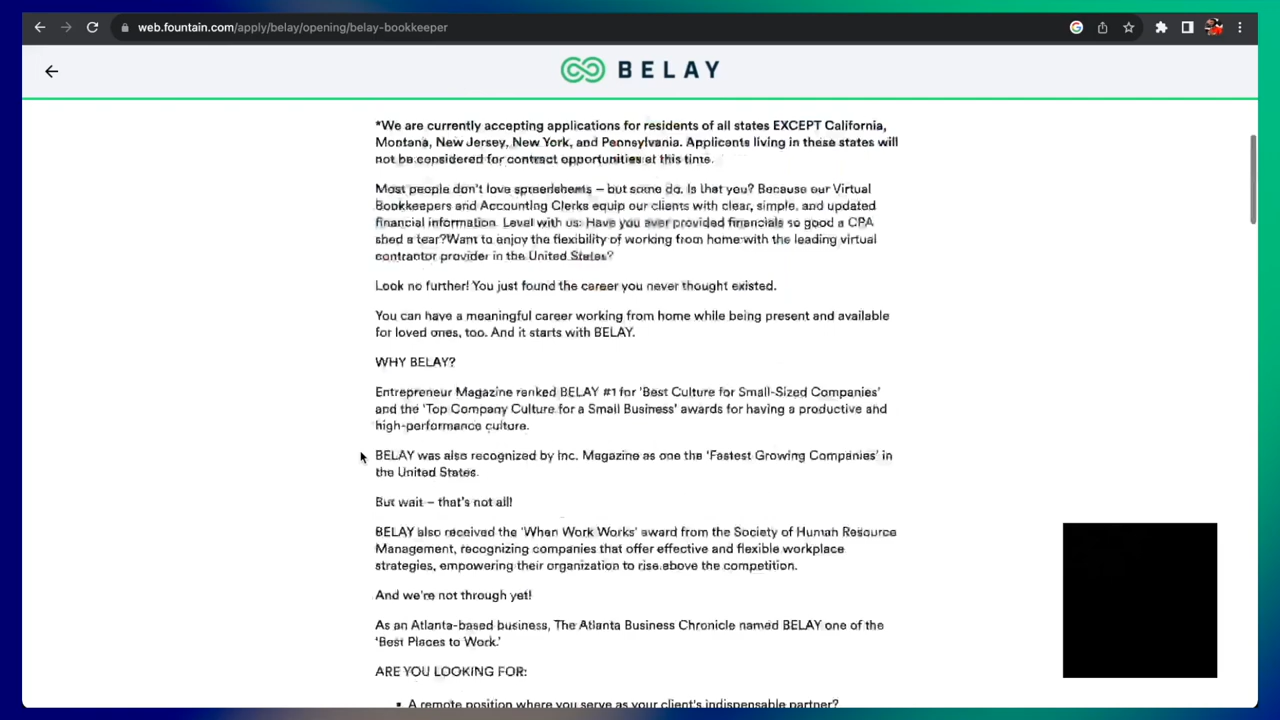 web.fountain.com/apply/belay/opening/belay-bookkeeper
BELAY
*We are currently accepting applications for residents of all states EXCEPT California,
Montana, New Jersey, New York, and Pennsylvania. Applicants living in these states will
not be considered for contract opportunities at this time.
Most people don't love spreadsheets – but some do. Is that you? Because our Virtual
Bookkeepers and Accounting Clerks equip our clients with clear, simple, and updated
financial information. Level with us: Have you ever provided financials so good a CPA
shed a tear?Want to enjoy the flexibility of working from home with the leading virtual
contractor provider in the United States?
Look no further! You just found the career you never thought existed.
You can have a meaningful career working from home while being present and available
for loved ones, too. And it starts with BELAY.
WHY BELAY?
Entrepreneur Magazine ranked BELAY #1 for 'Best Culture for Small-Sized Companies'
and the 'Top Company Culture for a Small Business' awards for having a productive and
high-performance culture.
BELAY was also recognized by Inc. Magazine as one the 'Fastest Growing Companies' in
the United States.
But wait – that's not all!
BELAY also received the 'When Work Works' award from the Society of Human Resource
Management, recognizing companies that offer effective and flexible workplace
strategies, empowering their organization to rise above the competition.
And we're not through yet!
As an Atlanta-based business, The Atlanta Business Chronicle named BELAY one of the
'Best Places to Work.'
ARE YOU LOOKING FOR:
▪ A remote position where you serve as your client's indispensable partner?